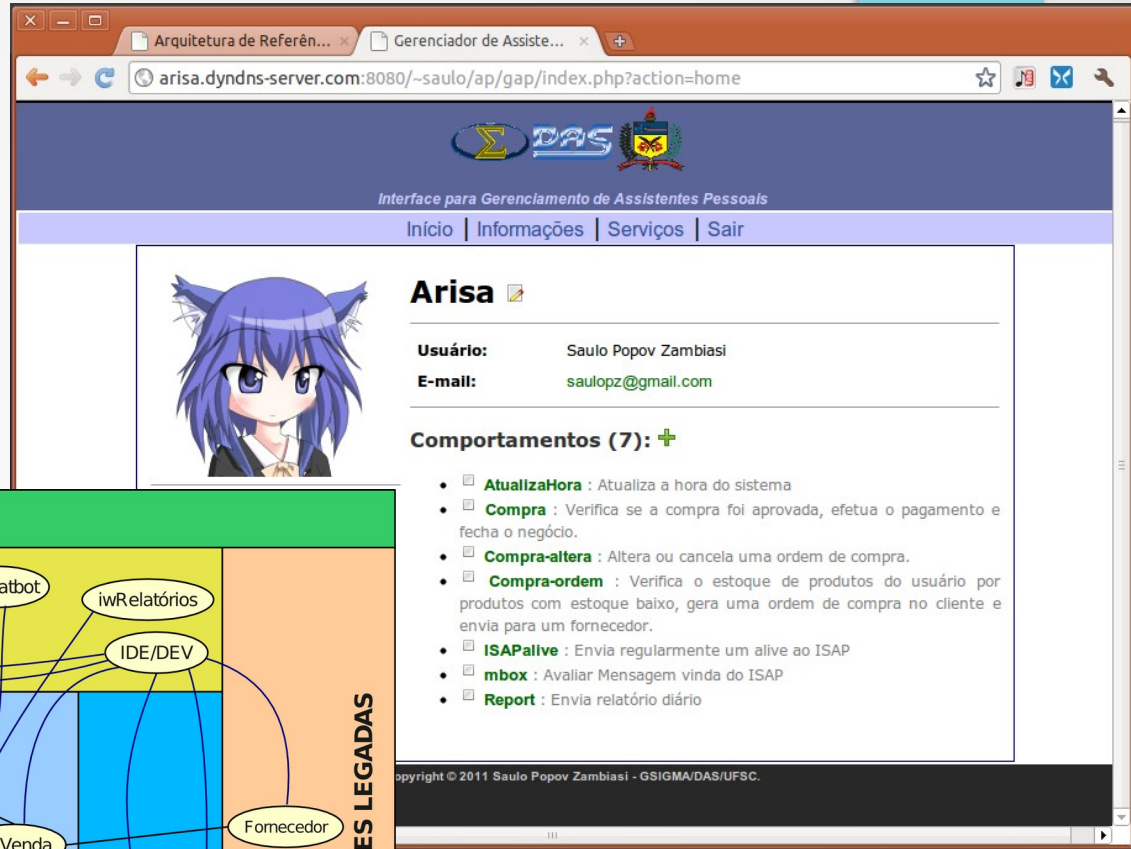 Arquitetura de Referên...
Gerenciador de Assiste...
arisa.dyndns-server.com:8080/~saulo/ap/gap/index.php?action=home
Σ DAS
Interface para Gerenciamento de Assistentes Pessoais
Início | Informações | Serviços | Sair
Arisa
Usuário: Saulo Popov Zambiasi
E-mail: saulopz@gmail.com
Comportamentos (7):
• AtualizaHora : Atualiza a hora do sistema
• Compra : Verifica se a compra foi aprovada, efetua o pagamento e
fecha o negócio.
• Compra-altera : Altera ou cancela uma ordem de compra.
• Compra-ordem : Verifica o estoque de produtos do usuário por
produtos com estoque baixo, gera uma ordem de compra no cliente e
envia para um fornecedor.
• ISAPalive : Envia regularmente um alive ao ISAP
• mbox : Avaliar Mensagem vinda do ISAP
• Report : Envia relatório diário
opyright © 2011 Saulo Popov Zambiasi - GSIGMA/DAS/UFSC.
atbot
iwRelatórios
IDE/DEV
ES LEGADAS
Fornecedor
Venda